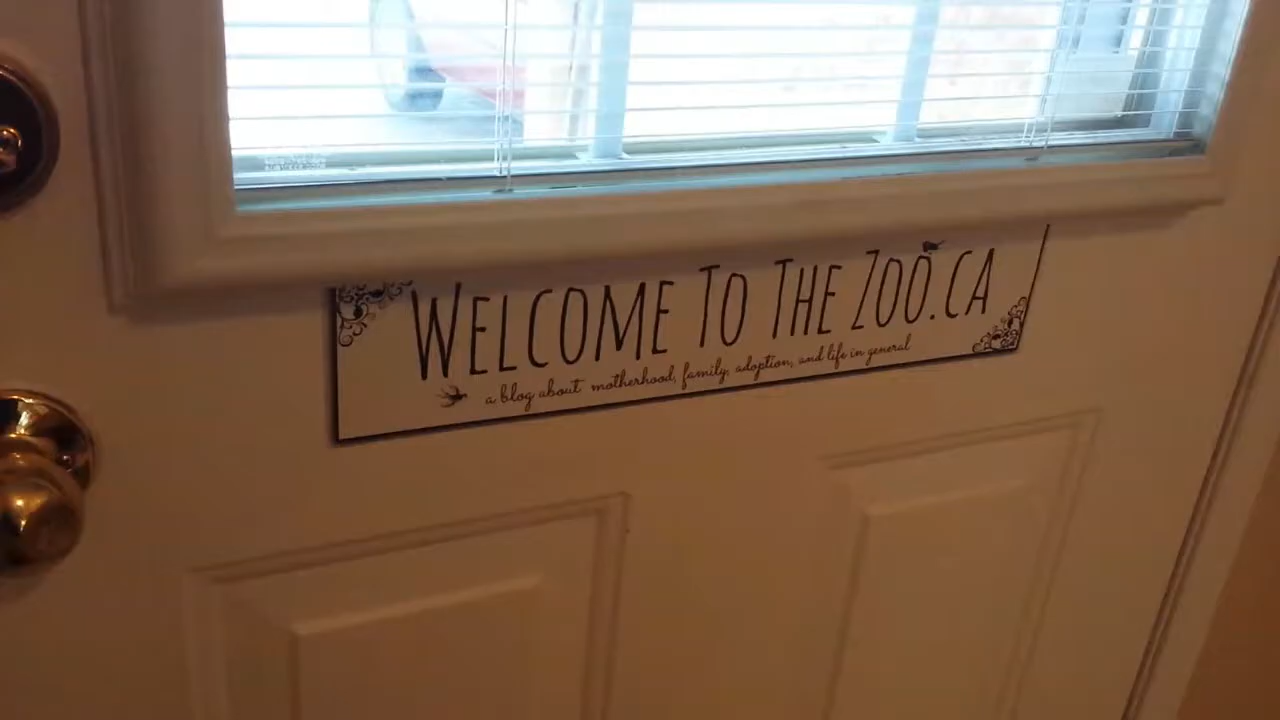 WELCOME TO THE ZOO.CA
a blog about motherhood, family, adoption, and life in general